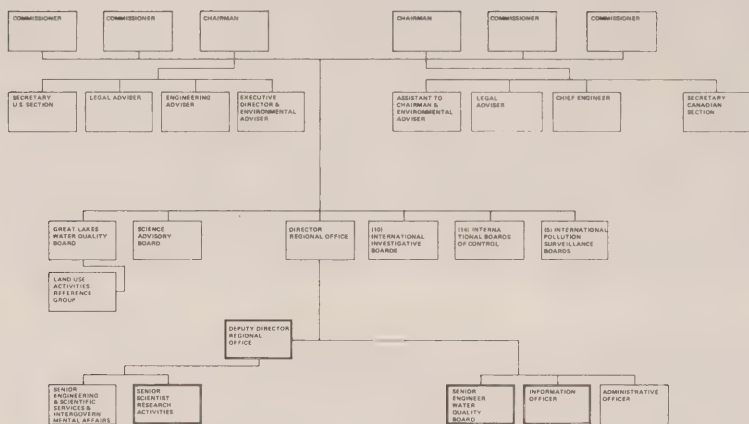 COMMISSIONER
COMMISSIONER
CHAIRMAN
CHAIRMAN
COMMISSIONER
COMMISSIONER
SECRETARY
U.S. SECTION
LEGAL ADVISER
ENGINEERING
ADVISER
EXECUTIVE
DIRECTOR &
ENVIRONMENTAL
ADVISER
ASSISTANT TO
CHAIRMAN &
ENVIRONMENTAL
ADVISER
LEGAL
ADVISER
CHIEF ENGINEER
SECRETARY
CANADIAN
SECTION
GREAT LAKES
WATER QUALITY
BOARD
SCIENCE
ADVISORY
BOARD
DIRECTOR
REGIONAL OFFICE
(10)
INTERNATIONAL
INVESTIGATIVE
BOARDS
(14) INTERNA
TIONAL BOARDS
OF CONTROL
(5) INTERNATIONAL
POLLUTION
SURVEILLANCE
BOARDS
LAND USE
ACTIVITIES
REFERENCE
GROUP
DEPUTY DIRECTOR
REGIONAL
OFFICE
SENIOR
ENGINEERING
& SCIENTIFIC
SERVICES &
INTERGOVERN
MENTAL AFFAIRS
SENIOR
SCIENTIST
RESEARCH
ACTIVITIES
SENIOR
ENGINEER
WATER
QUALITY
BOARD
INFORMATION
OFFICER
ADMINISTRATIVE
OFFICER